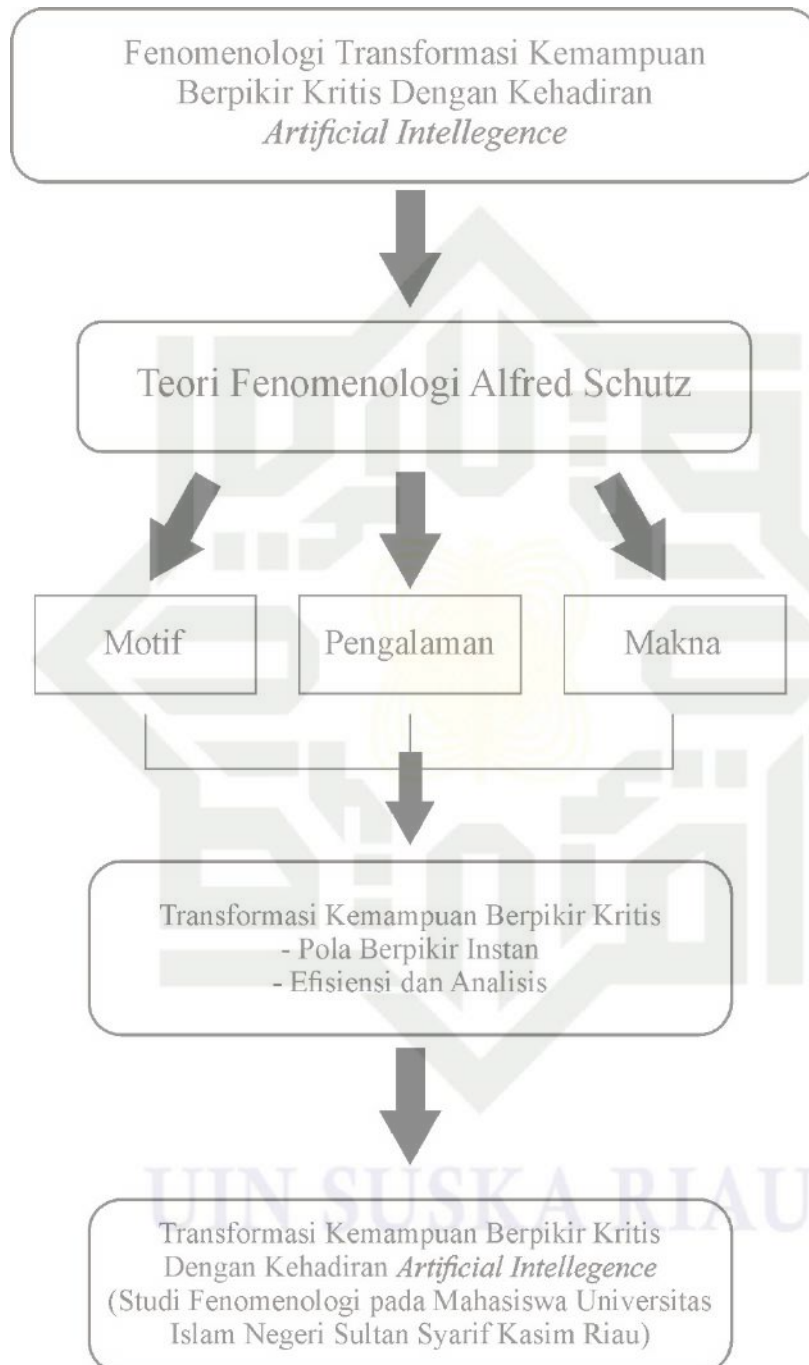 Fenomenologi Transformasi Kemampuan
Berpikir Kritis Dengan Kehadiran
Artificial Intellegence
Teori Fenomenologi Alfred Schutz
Motif
Pengalaman
Makna
Transformasi Kemampuan Berpikir Kritis
- Pola Berpikir Instan
- Efisiensi dan Analisis
UIN SUSKA RIAU
Transformasi Kemampuan Berpikir Kritis
Dengan Kehadiran Artificial Intellegence
(Studi Fenomenologi pada Mahasiswa Universitas
Islam Negeri Sultan Syarif Kasim Riau)